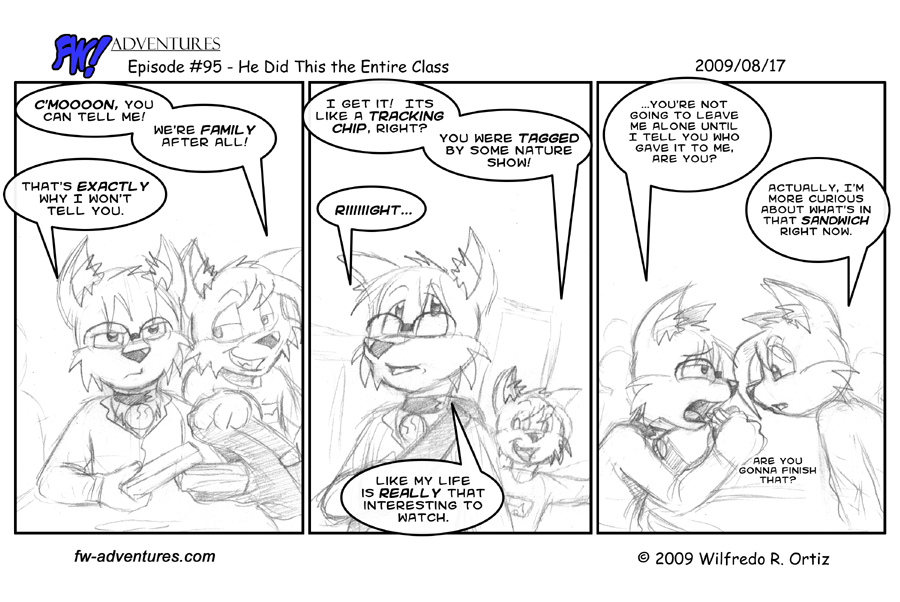 FW! ADVENTURES
Episode #95 - He Did This the Entire Class
2009/08/17
C'MOOOON, YOU
CAN TELL ME!
WE'RE FAMILY
AFTER ALL!
THAT'S EXACTLY
WHY I WON'T
TELL YOU.
I GET IT! ITS
LIKE A TRACKING
CHIP, RIGHT?
YOU WERE TAGGED
BY SOME NATURE
SHOW!
RIIIIIIGHT...
LIKE MY LIFE
IS REALLY THAT
INTERESTING TO
WATCH.
...YOU'RE NOT
GOING TO LEAVE
ME ALONE UNTIL
I TELL YOU WHO
GAVE IT TO ME,
ARE YOU?
ACTUALLY, I'M
MORE CURIOUS
ABOUT WHAT'S IN
THAT SANDWICH
RIGHT NOW.
ARE YOU
GONNA FINISH
THAT?
fw-adventures.com
© 2009 Wilfredo R. Ortiz